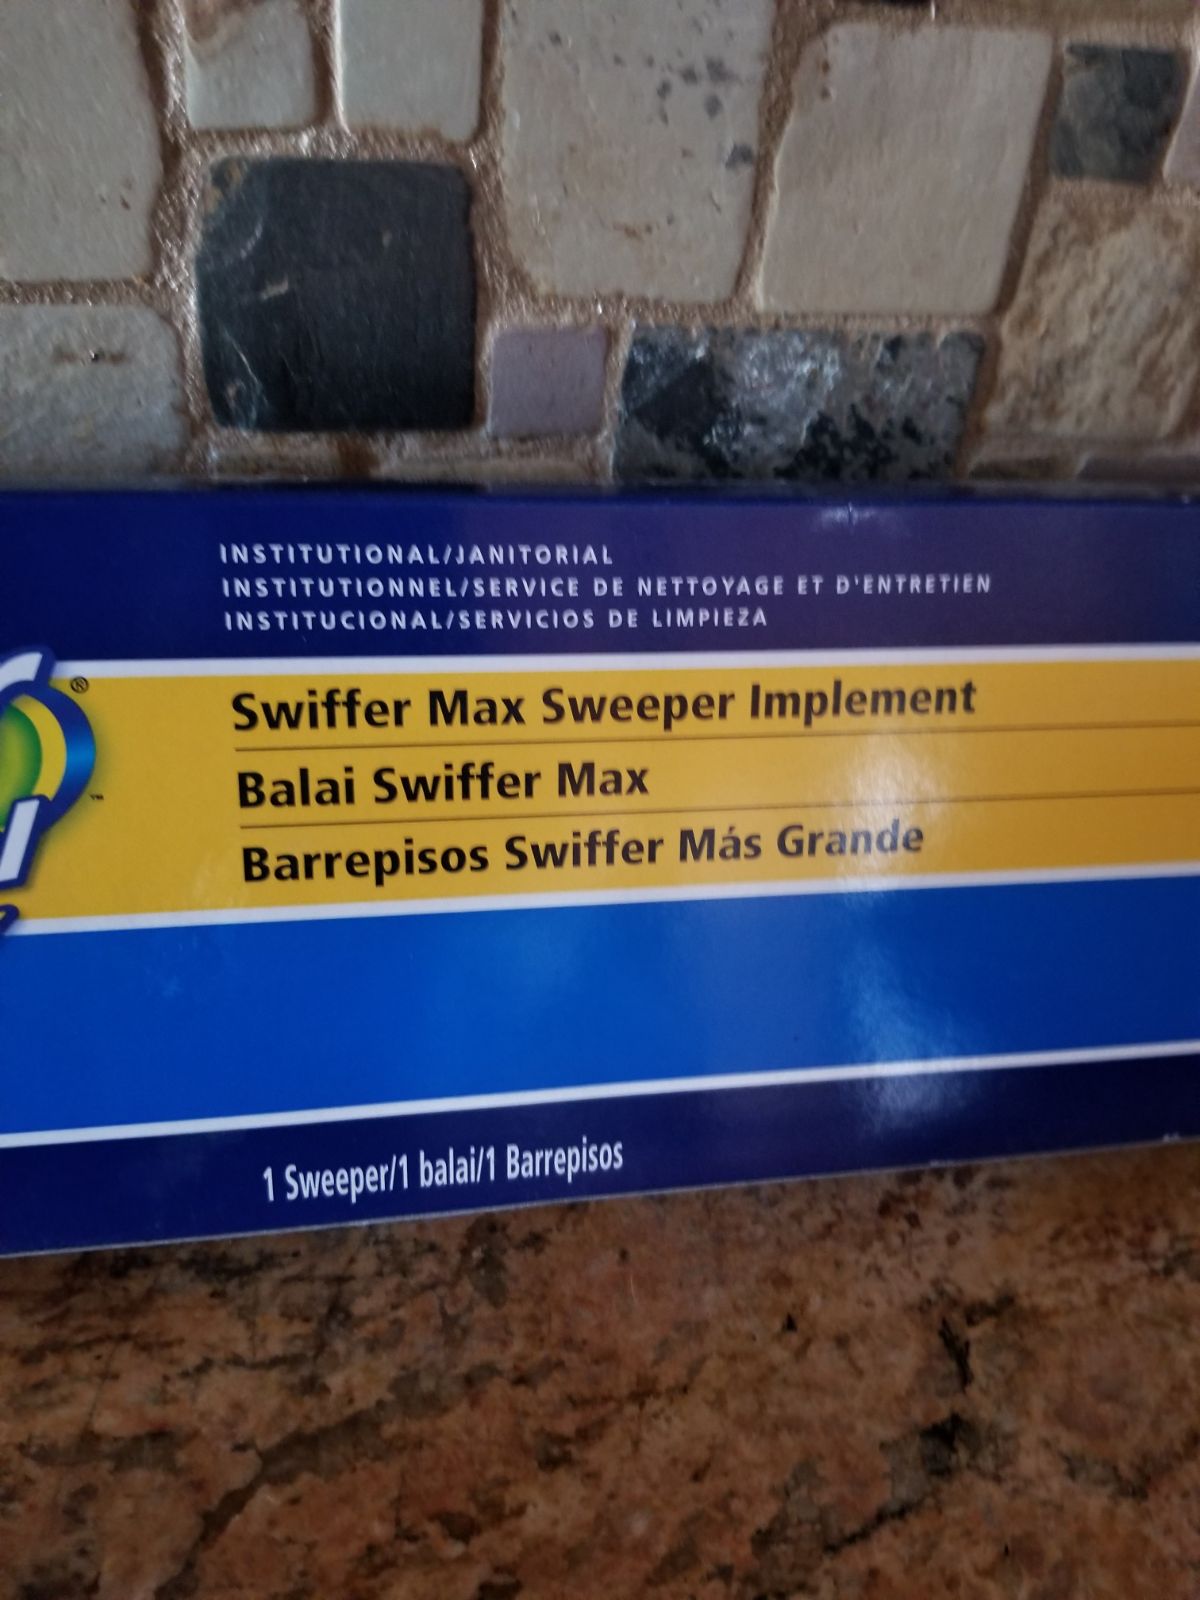 INSTITUTIONAL/JANITORIAL
INSTITUTIONNEL/SERVICE DE NETTOYAGE ET D'ENTRETIEN
INSTITUCIONAL/SERVICIOS DE LIMPIEZA
®
Swiffer Max Sweeper Implement
Balai Swiffer Max
™
Barrepisos Swiffer Más Grande
1 Sweeper/1 balai/1 Barrepisos